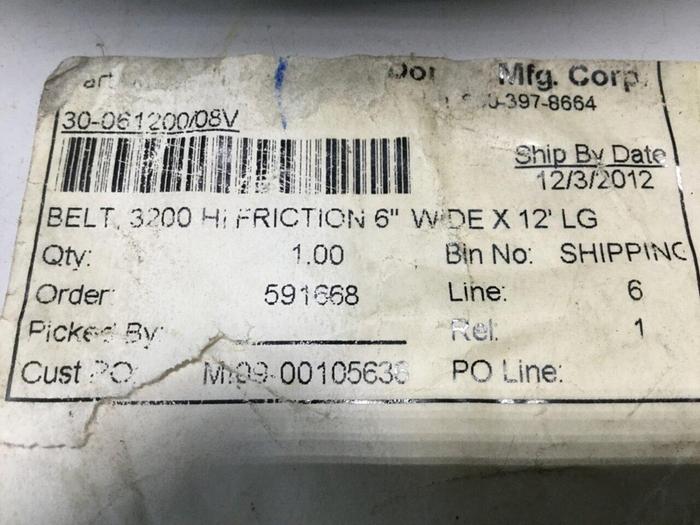 Mfg. Corp.
-397-8664
30-061200/08V
Ship By Date
12/3/2012
BELT, 3200 HI FRICTION 6" WIDE X 12' LG
Qty: 1.00 Bin No: SHIPPING
Order: 591668 Line: 6
Picked By: Rel: 1
Cust PO: PO Line: